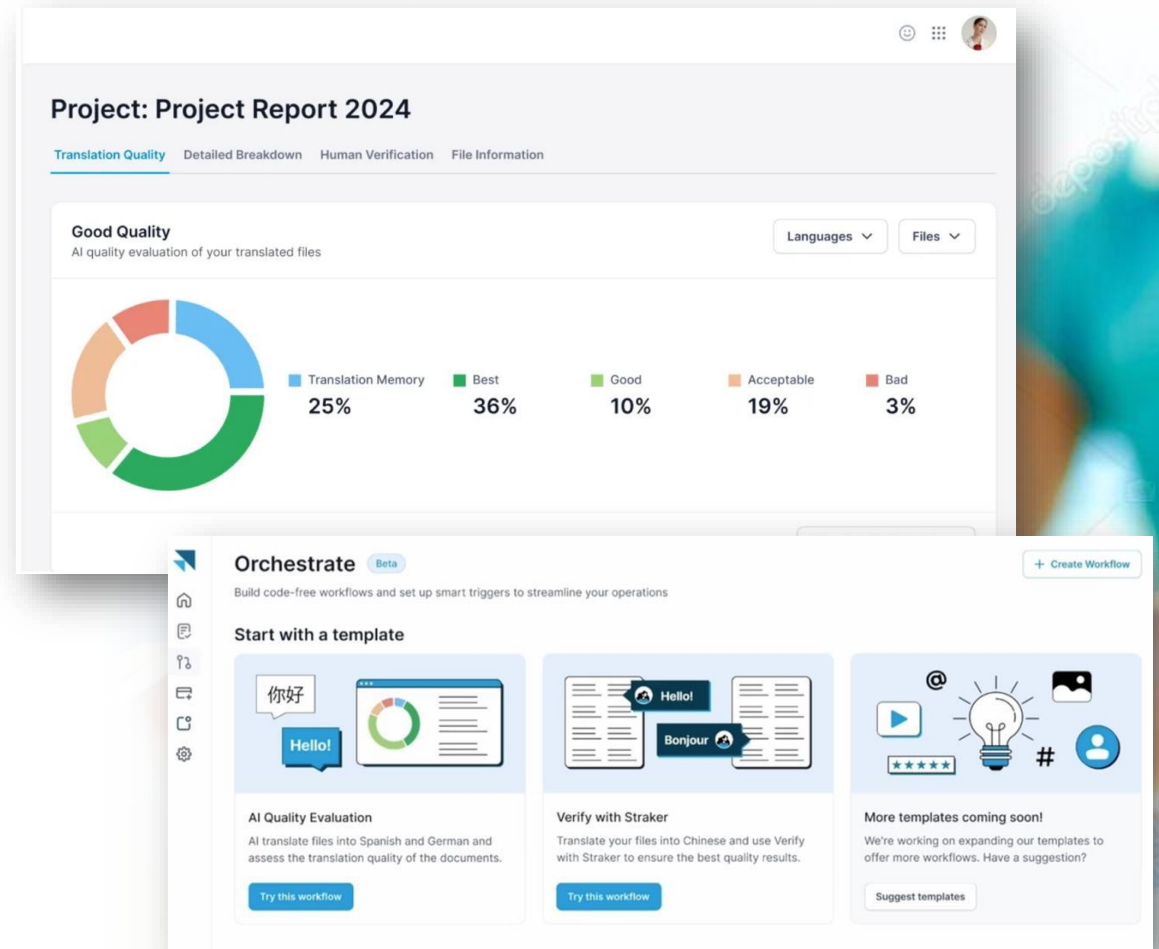 Project: Project Report 2024
Translation Quality Detailed Breakdown Human Verification File Information
Good Quality
AI quality evaluation of your translated files
Languages
Files
Translation Memory
25%
Best
36%
Good
10%
Acceptable
19%
Bad
3%
Orchestrate
Beta
+ Create Workflow
Build code-free workflows and set up smart triggers to streamline your operations
Start with a template
你好
Hello!
AI Quality Evaluation
AI translate files into Spanish and German and
assess the translation quality of the documents.
Try this workflow
Hello!
Bonjour
Verify with Straker
Translate your files into Chinese and use Verify
with Straker to ensure the best quality results.
Try this workflow
@
#
More templates coming soon!
We're working on expanding our templates to
offer more workflows. Have a suggestion?
Suggest templates